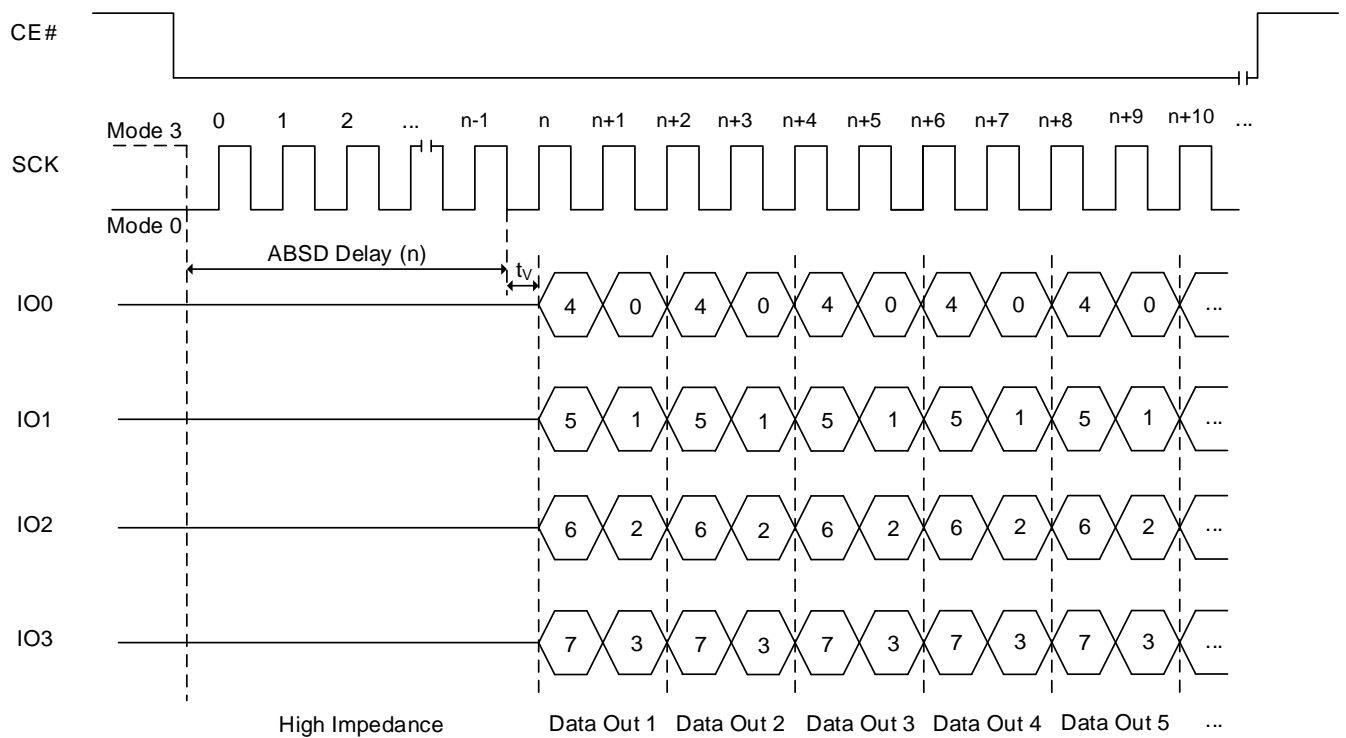 CE#
0 1 2 ... n-1 n n+1 n+2 n+3 n+4 n+5 n+6 n+7 n+8 n+9 n+10 ...
Mode 3
SCK
Mode 0
ABSD Delay (n)
tV
IO0 4 0 4 0 4 0 4 0 4 0 ...
IO1 5 1 5 1 5 1 5 1 5 1 ...
IO2 6 2 6 2 6 2 6 2 6 2 ...
IO3 7 3 7 3 7 3 7 3 7 3 ...
High Impedance Data Out 1 Data Out 2 Data Out 3 Data Out 4 Data Out 5 ...